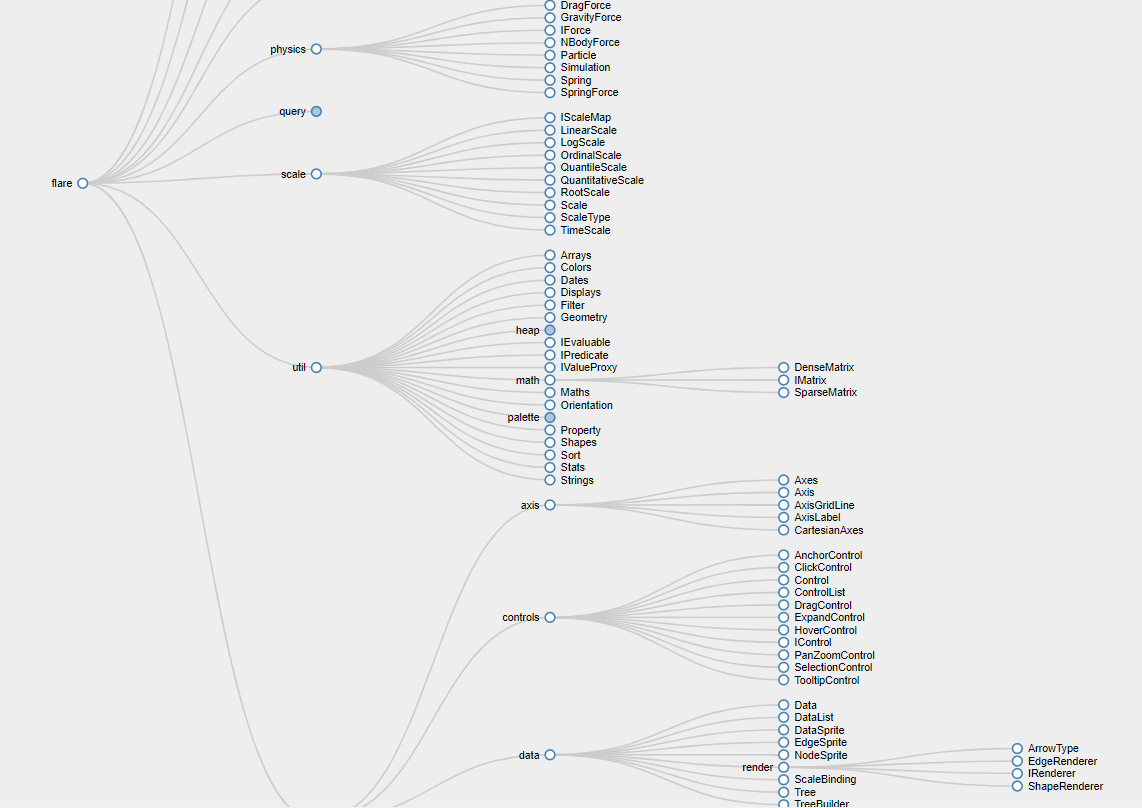 DragForce
GravityForce
IForce
NBodyForce
physics
Particle
Simulation
Spring
SpringForce
query
IScaleMap
LinearScale
LogScale
OrdinalScale
QuantileScale
scale
QuantitativeScale
flare
RootScale
Scale
ScaleType
TimeScale
Arrays
Colors
Dates
Displays
Filter
Geometry
heap
IEvaluable
IPredicate
util
IValueProxy
DenseMatrix
math
IMatrix
Maths
SparseMatrix
Orientation
palette
Property
Shapes
Sort
Stats
Strings
Axes
Axis
axis
AxisGridLine
AxisLabel
CartesianAxes
AnchorControl
ClickControl
Control
ControlList
DragControl
controls
ExpandControl
HoverControl
IControl
PanZoomControl
SelectionControl
TooltipControl
Data
DataList
DataSprite
EdgeSprite
ArrowType
data
NodeSprite
EdgeRenderer
render
IRenderer
ScaleBinding
ShapeRenderer
Tree
TreeBuilder